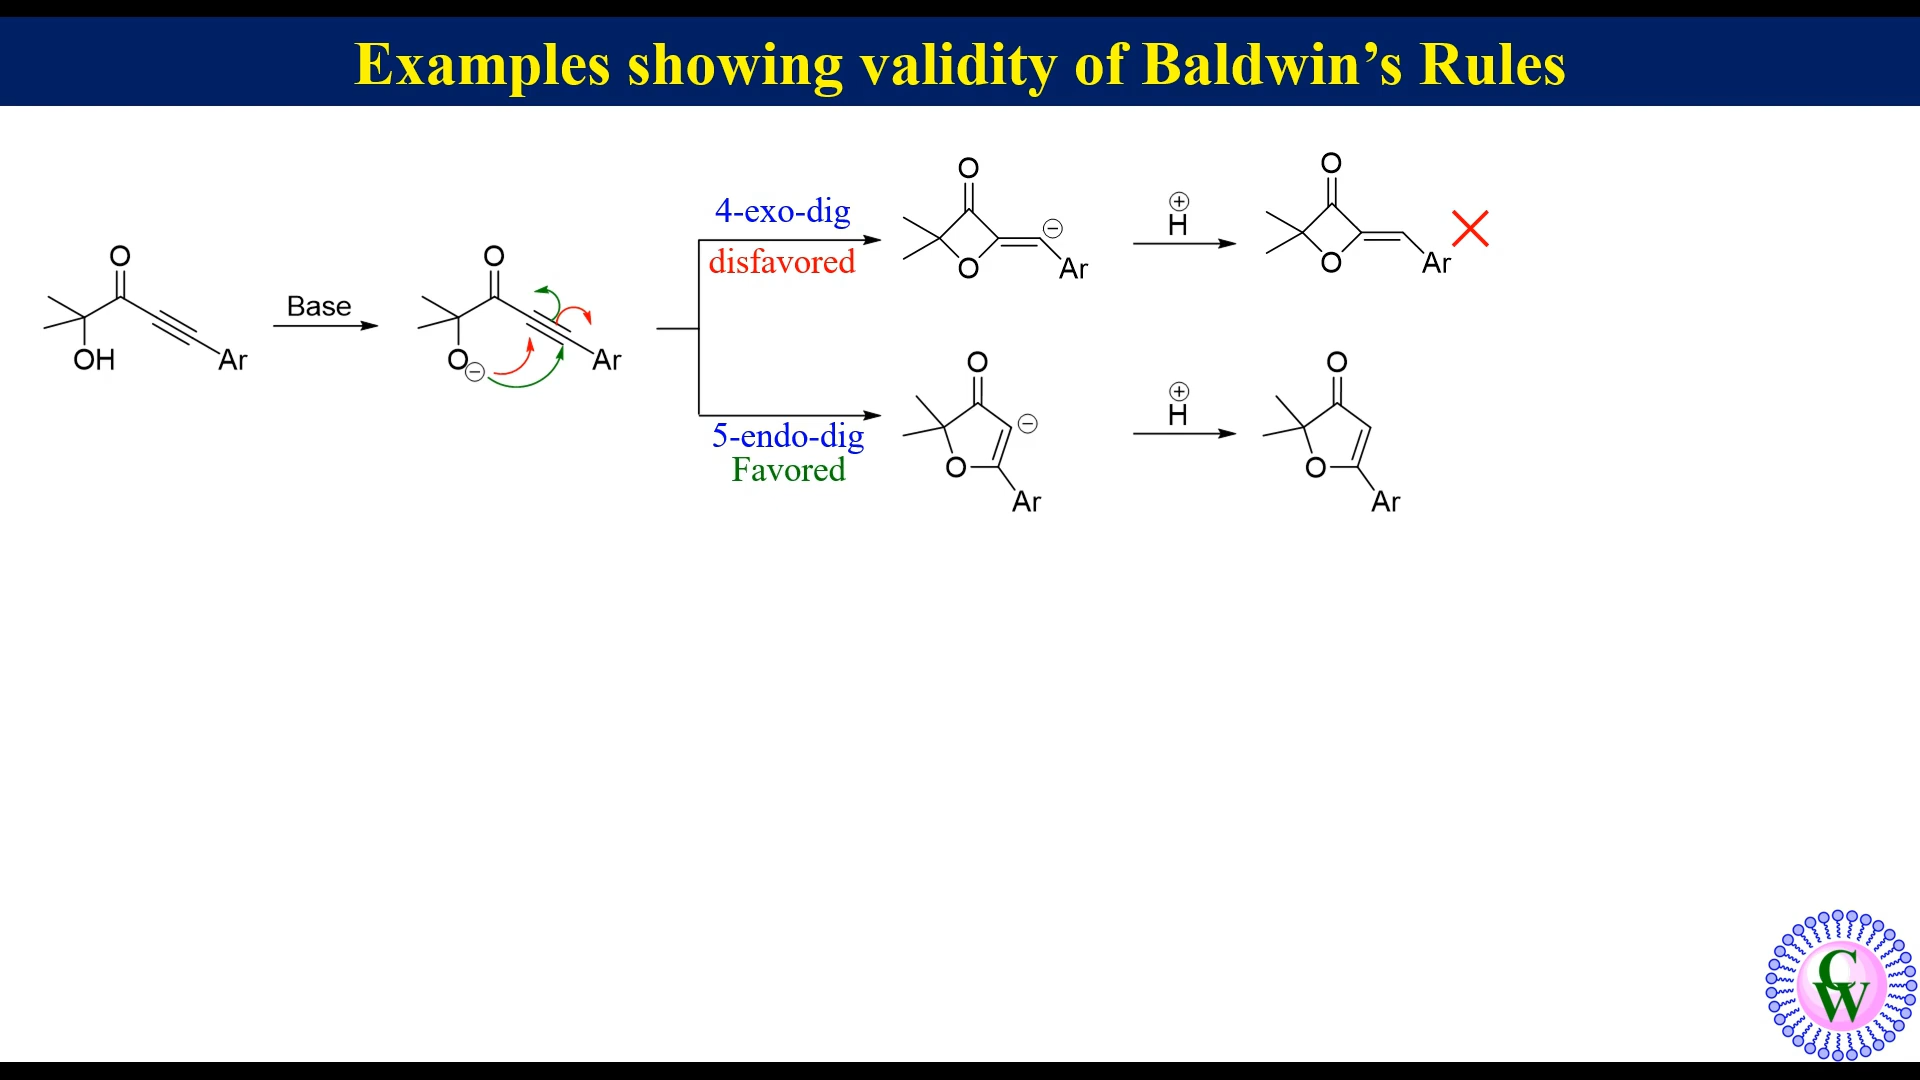 Examples showing validity of Baldwin’s Rules
O
OH
Ar
Base
O
O
⊖
Ar
4-exo-dig
disfavored
O
O
⊖
Ar
⊕
H
O
O
Ar
5-endo-dig
Favored
O
O
⊖
Ar
⊕
H
O
O
Ar
CW